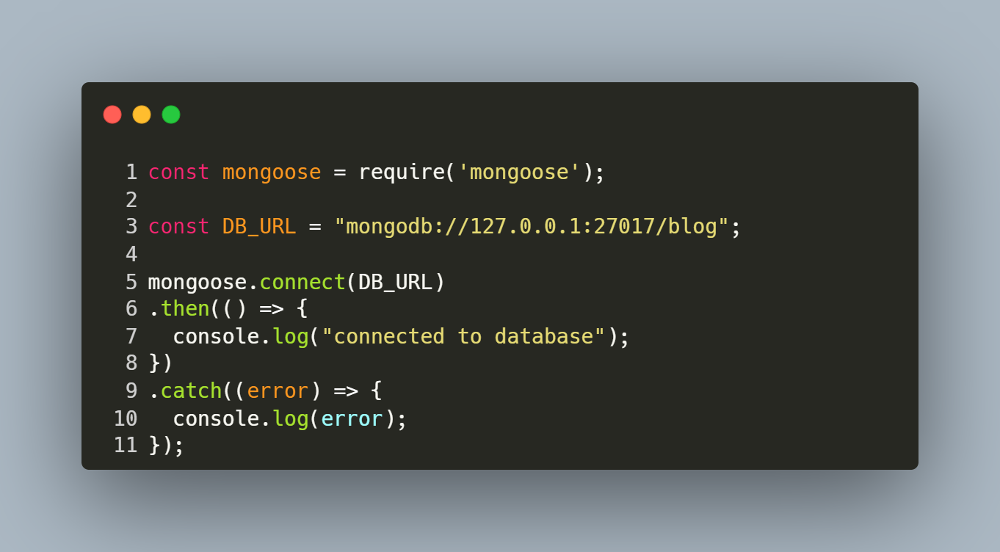 1 const mongoose = require('mongoose');
2
3 const DB_URL = "mongodb://127.0.0.1:27017/blog";
4
5 mongoose.connect(DB_URL)
6 .then(() => {
7   console.log("connected to database");
8 })
9 .catch((error) => {
10   console.log(error);
11 });